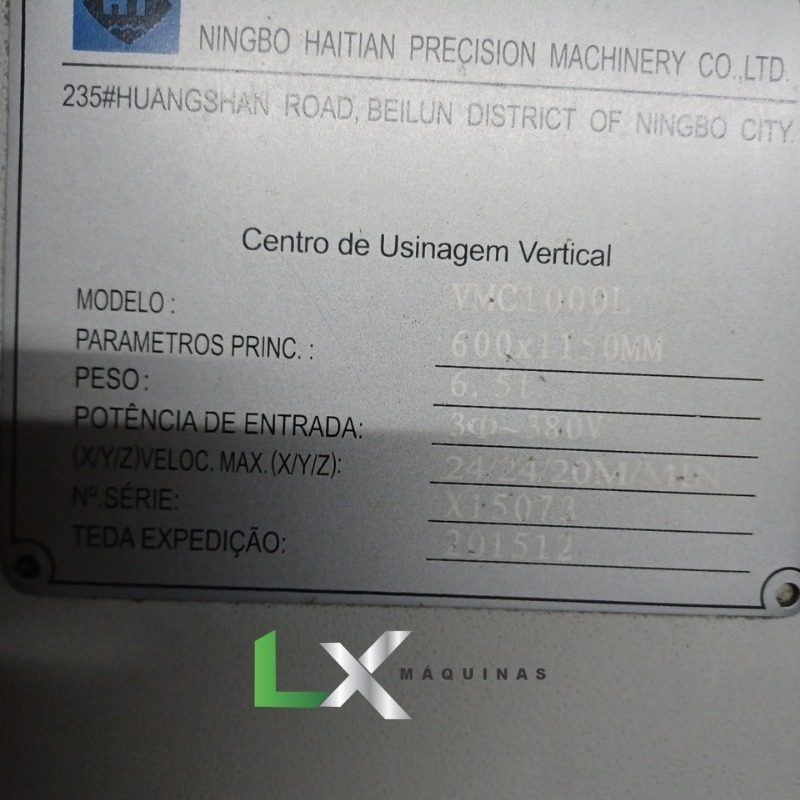 NINGBO HAITIAN PRECISION MACHINERY CO.,LTD.
235#HUANGSHAN ROAD, BEILUN DISTRICT OF NINGBO CITY.
Centro de Usinagem Vertical
MODELO : VMC1000L
PARAMETROS PRINC. : 600x1150MM
PESO : 6.5T
POTÊNCIA DE ENTRADA: 3Φ~380V
(X/Y/Z)VELOC. MAX. (X/Y/Z): 24/24/20M/MIN
Nº.SÉRIE: X15073
TEDA EXPEDIÇÃO: 201512
LX MÁQUINAS